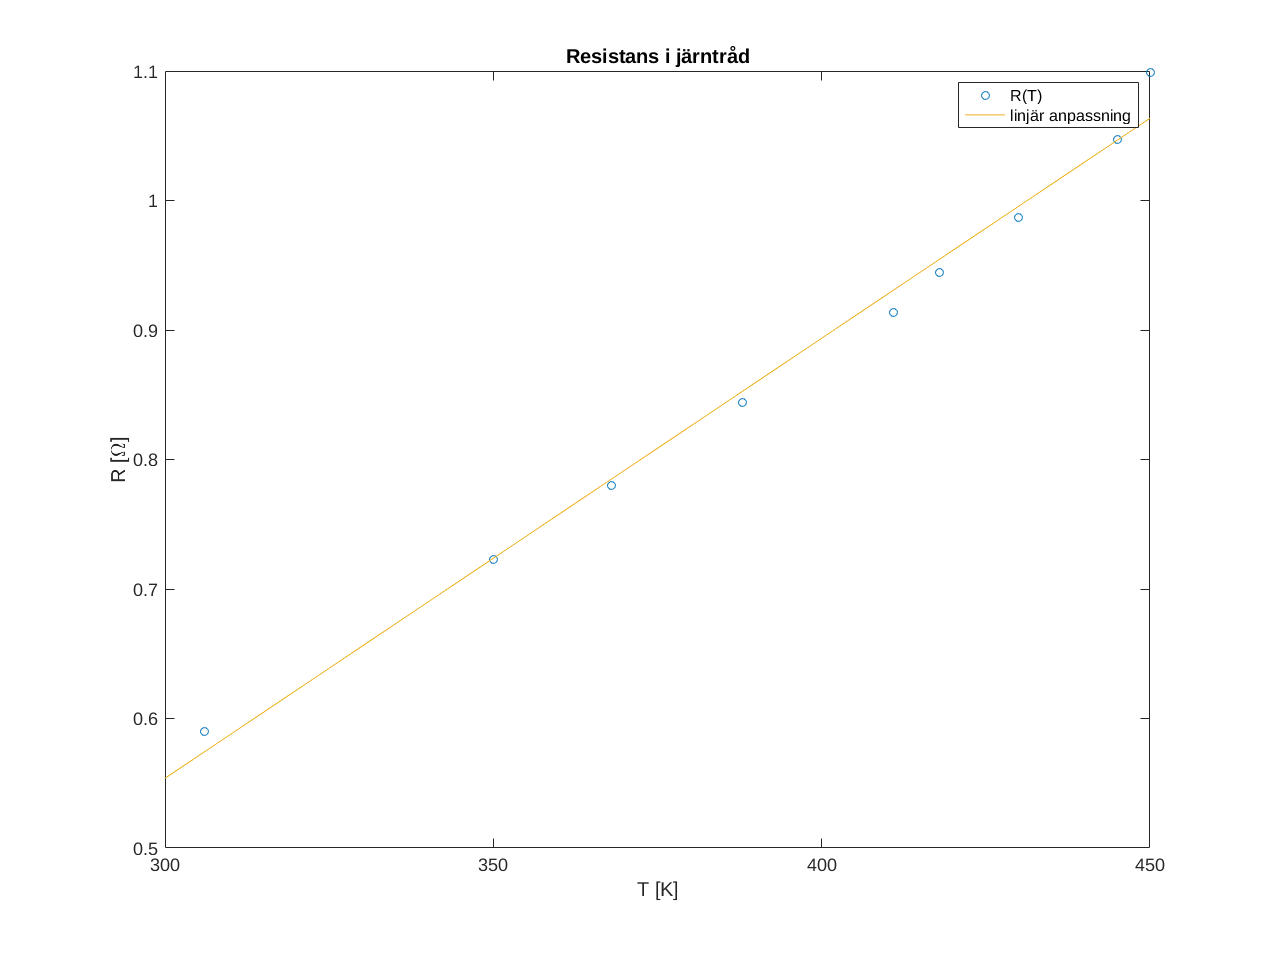 Resistans i järntråd
R(T)
linjär anpassning
R [Ω]
1.1
1
0.9
0.8
0.7
0.6
0.5
300
350
400
450
T [K]